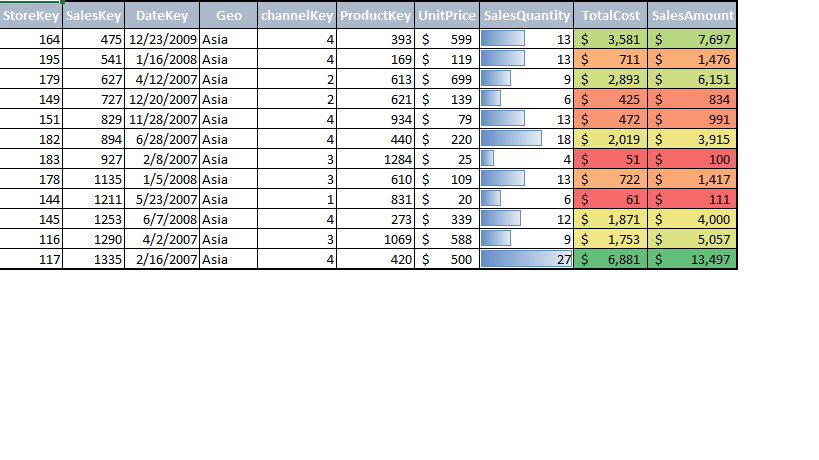 StoreKey SalesKey DateKey Geo channelKey ProductKey UnitPrice SalesQuantity TotalCost SalesAmount
164 475 12/23/2009 Asia 4 393 $ 599 13 $ 3,581 $ 7,697
195 541 1/16/2008 Asia 4 169 $ 119 13 $ 711 $ 1,476
179 627 4/12/2007 Asia 2 613 $ 699 9 $ 2,893 $ 6,151
149 727 12/20/2007 Asia 2 621 $ 139 6 $ 425 $ 834
151 829 11/28/2007 Asia 4 934 $ 79 13 $ 472 $ 991
182 894 6/28/2007 Asia 4 440 $ 220 18 $ 2,019 $ 3,915
183 927 2/8/2007 Asia 3 1284 $ 25 4 $ 51 $ 100
178 1135 1/5/2008 Asia 3 610 $ 109 13 $ 722 $ 1,417
144 1211 5/23/2007 Asia 1 831 $ 20 6 $ 61 $ 111
145 1253 6/7/2008 Asia 4 273 $ 339 12 $ 1,871 $ 4,000
116 1290 4/2/2007 Asia 3 1069 $ 588 9 $ 1,753 $ 5,057
117 1335 2/16/2007 Asia 4 420 $ 500 27 $ 6,881 $ 13,497